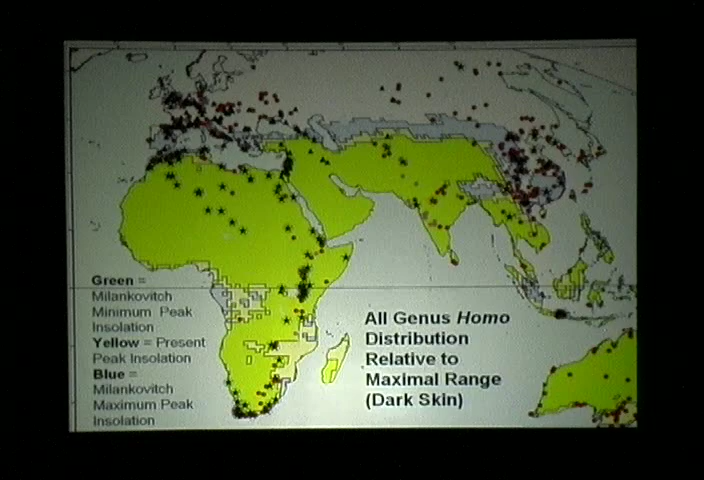 Green =
Milankovitch
Minimum Peak
Insolation
Yellow = Present
Peak Insolation
Blue =
Milankovitch
Maximum Peak
Insolation
All Genus Homo
Distribution
Relative to
Maximal Range
(Dark Skin)